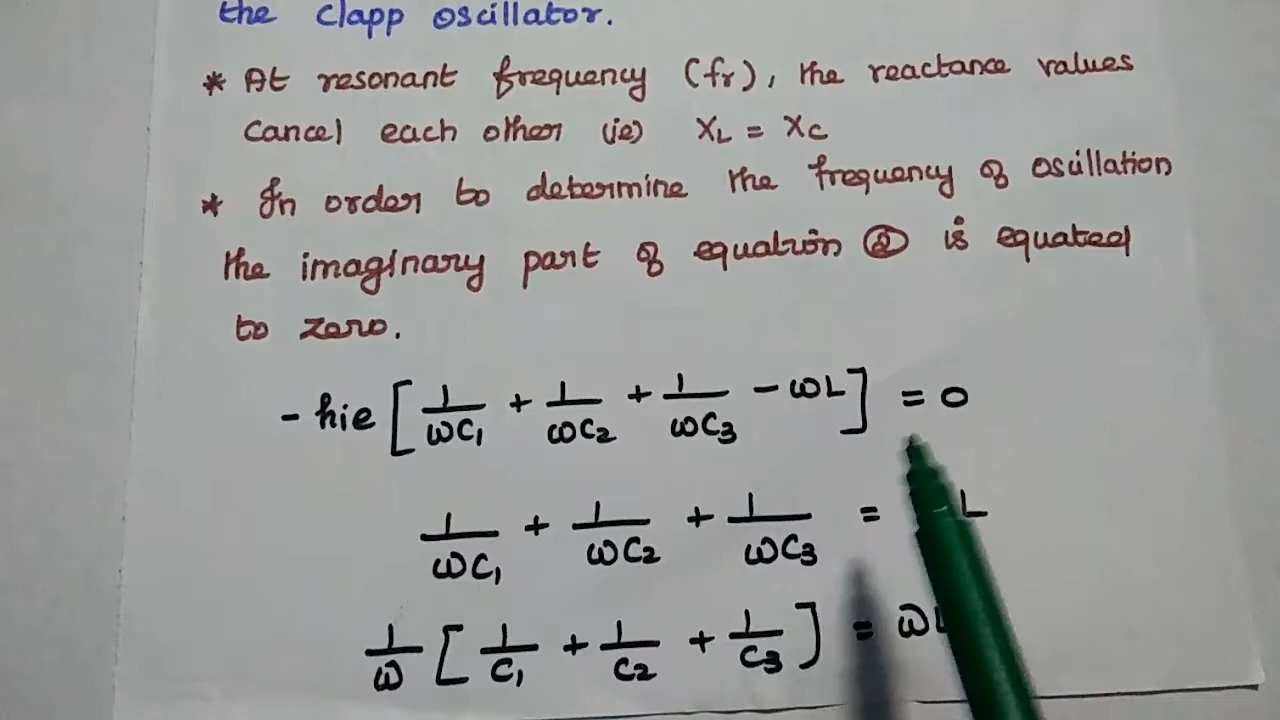 the clapp oscillator.
* At resonant frequency (fr), the reactance values
cancel each other (ie) XL = XC
* In order to determine the frequency of oscillation
the imaginary part of equation ② is equated
to zero.
- hie [ 1/ωC₁ + 1/ωC₂ + 1/ωC₃ - ωL ] = 0
1/ωC₁ + 1/ωC₂ + 1/ωC₃ = L
1/ω [ 1/C₁ + 1/C₂ + 1/C₃ ] = ωL